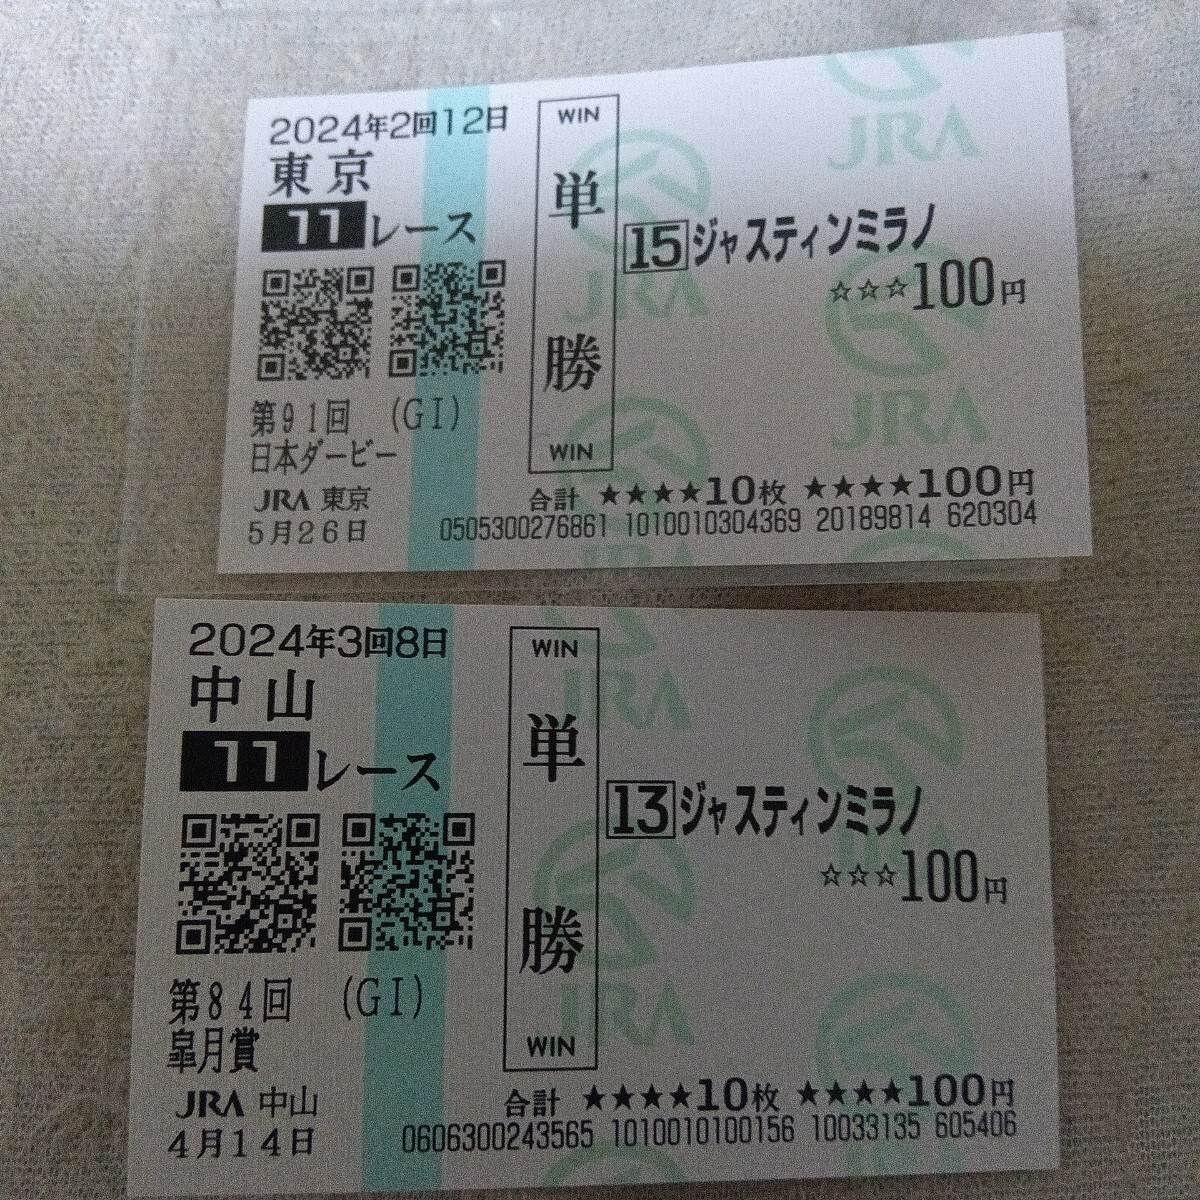 2024年2回12日
東京
11レース
第91回 (GI)
日本ダービー
JRA 東京
5月26日
WIN
単勝
WIN
15 ジャスティンミラノ
☆☆☆100円
合計 ★★★★10枚 ★★★★100円
0505300276861 1010010304369 20189814 620304
JRA
JRA
JRA
JRA
2024年3回8日
中山
11レース
第84回 (GI)
皐月賞
JRA 中山
4月14日
WIN
単勝
WIN
13 ジャスティンミラノ
☆☆☆100円
合計 ★★★★10枚 ★★★★100円
0606300243565 1010010100156 10033135 605406
JRA
JRA